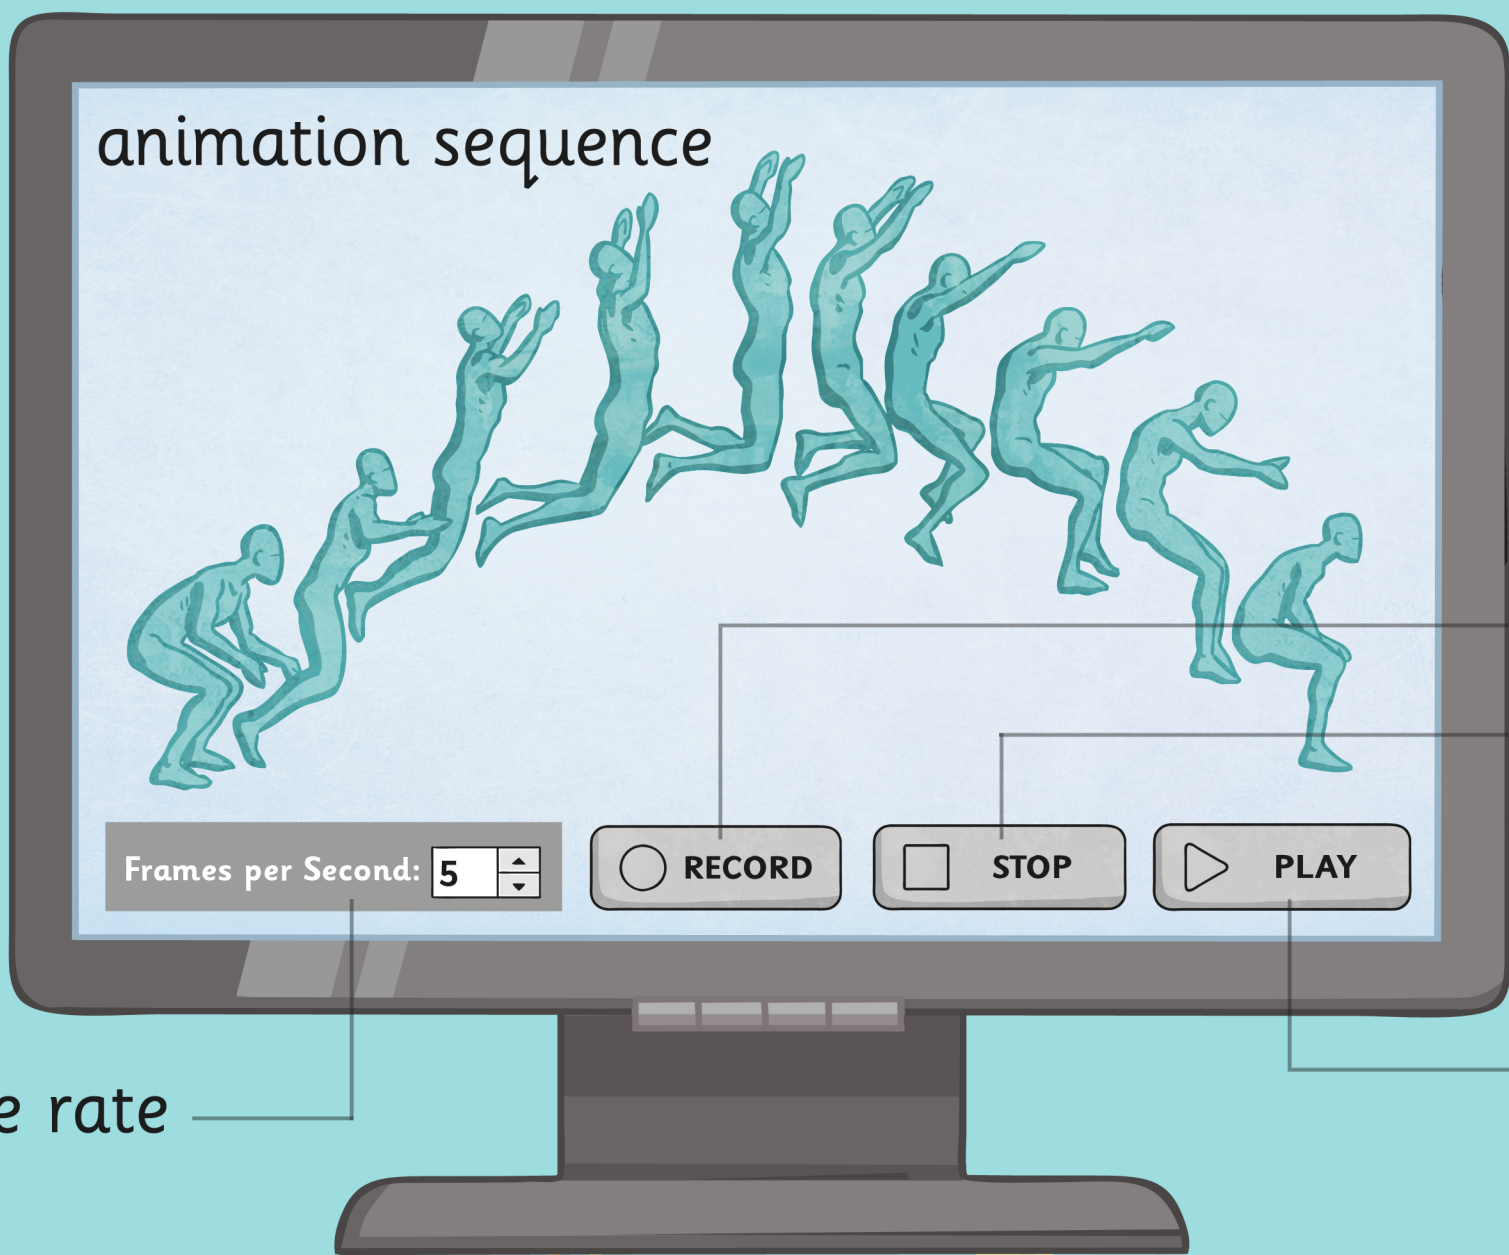 animation sequence
Frames per Second: 5
RECORD
STOP
PLAY
e rate